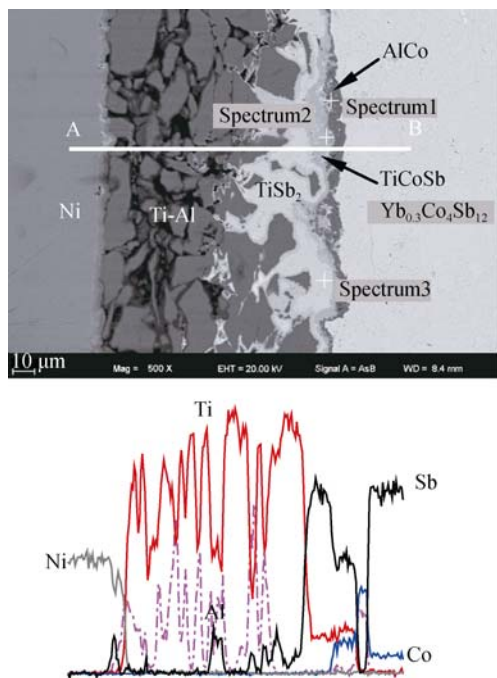 AlCo
Spectrum2
Spectrum1
A
B
TiCoSb
TiSb₂
Ni
Ti-Al
Yb₀.₃Co₄Sb₁₂
Spectrum3
10 μm
Mag = 500 X
EHT = 20.00 kV
Signal A = AsB
WD = 8.4 mm
Ti
Sb
Ni
Al
Co